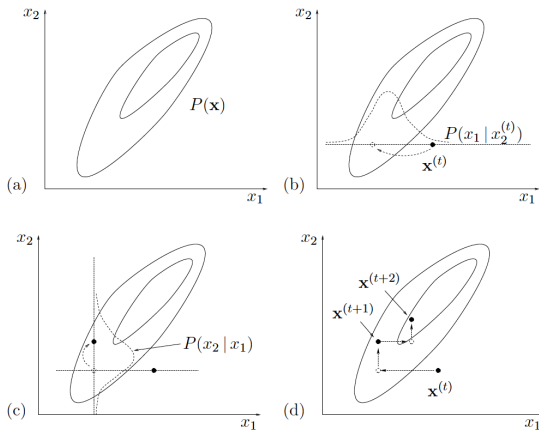 x₂
P(x)
(a)
x₁
x₂
P(x₁ | x₂⁽ᵗ⁾)
x⁽ᵗ⁾
(b)
x₁
x₂
P(x₂ | x₁)
(c)
x₁
x₂
x⁽ᵗ⁺²⁾
x⁽ᵗ⁺¹⁾
x⁽ᵗ⁾
(d)
x₁